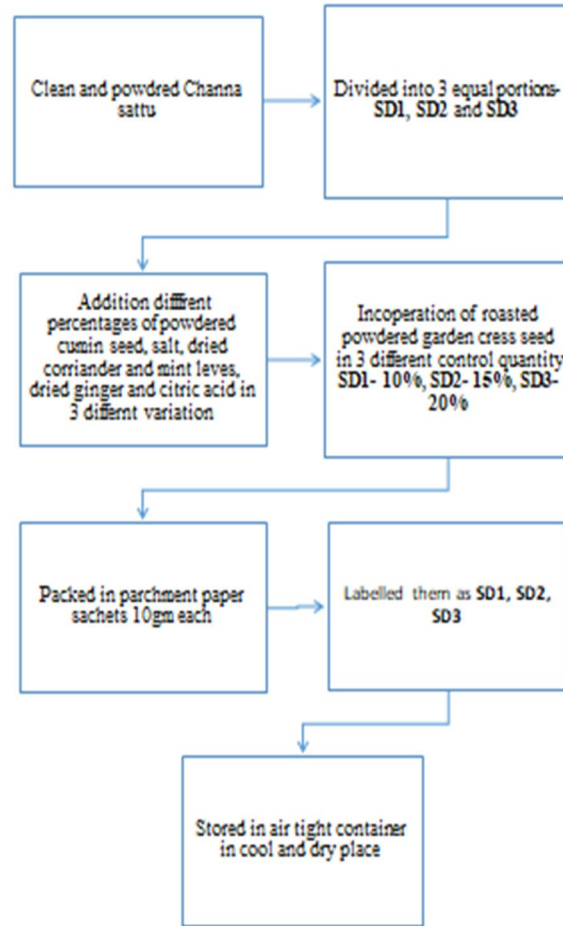 Clean and powdred Channa
sattu
Divided into 3 equal portions-
SD1, SD2 and SD3
Addition diffrent
percentages of powdered
cumin seed, salt, dried
corriander and mint leves,
dried ginger and citric acid in
3 differnt variation
Incoperation of roasted
powdered garden cress seed
in 3 different control quantity
SD1- 10%, SD2- 15%, SD3-
20%
Packed in parchment paper
sachets 10gm each
Labelled them as SD1, SD2,
SD3
Stored in air tight container
in cool and dry place